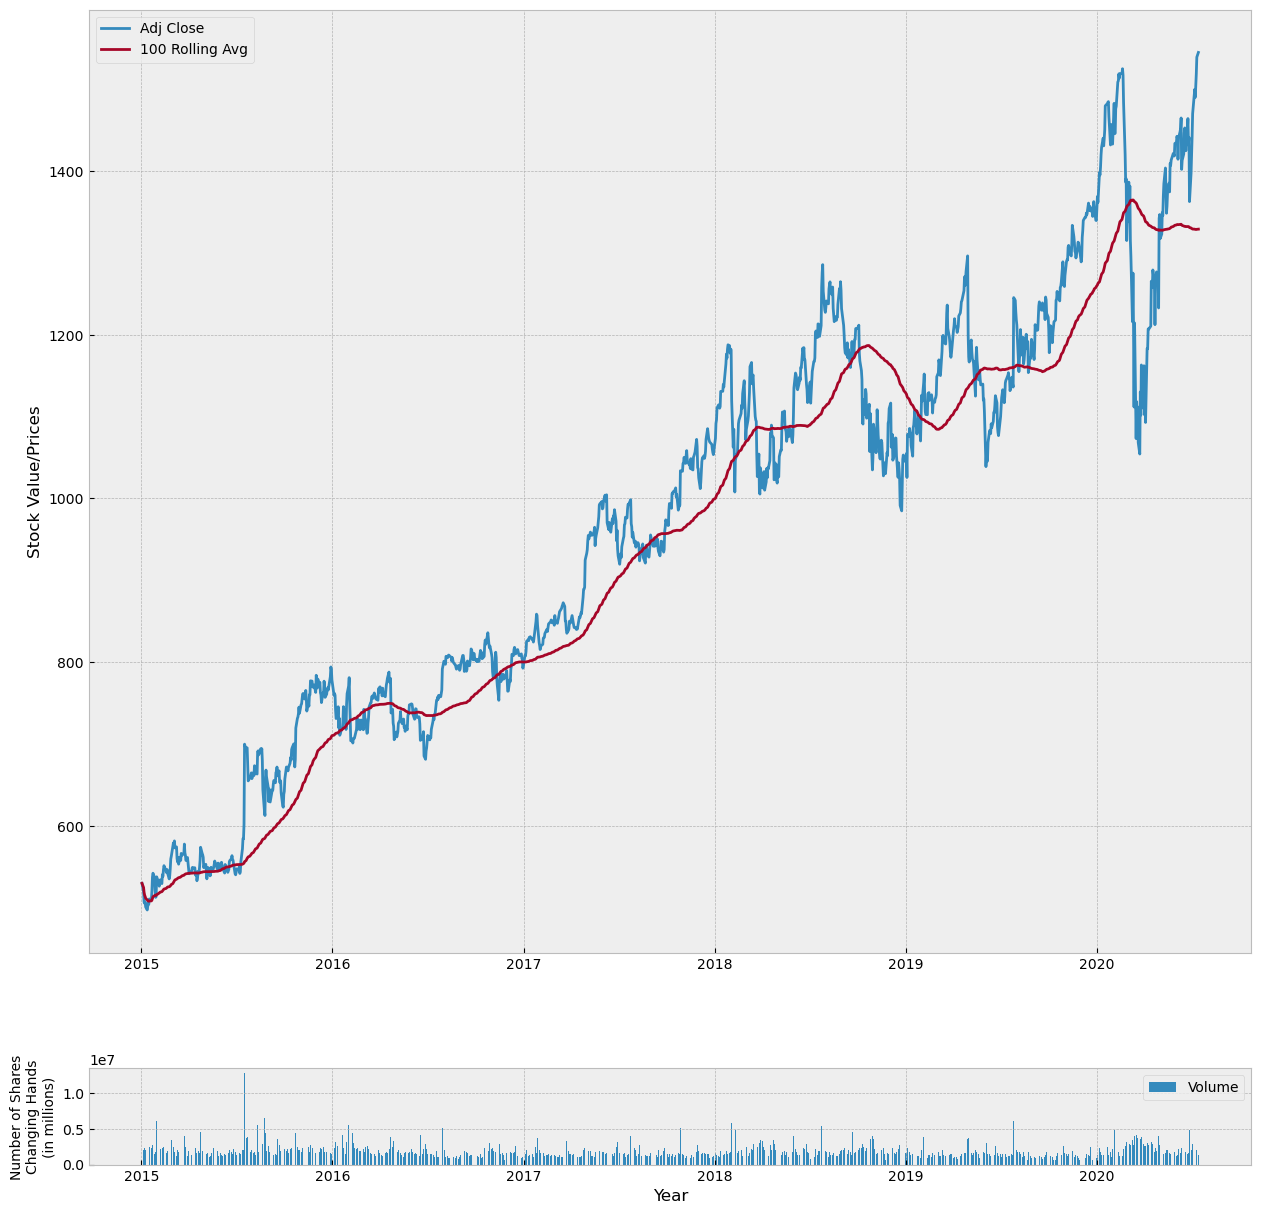 Adj Close
100 Rolling Avg
Stock Value/Prices
1400
1200
1000
800
600
2015 2016 2017 2018 2019 2020
1e7
Number of Shares
Changing Hands
(in millions)
1.0
0.5
0.0
Volume
2015 2016 2017 2018 2019 2020
Year